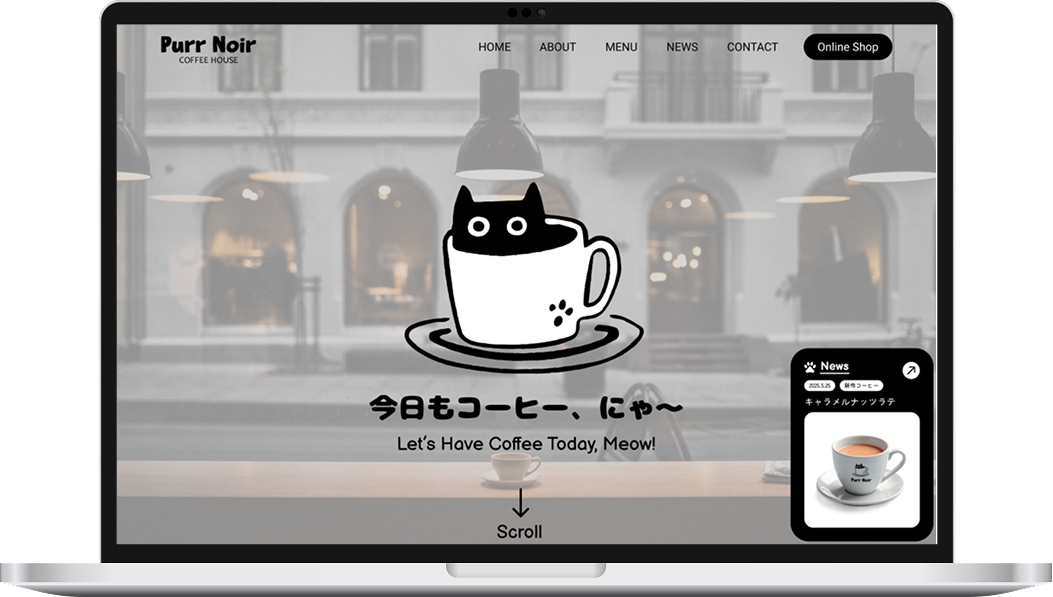 Purr Noir
COFFEE HOUSE
HOME ABOUT MENU NEWS CONTACT Online Shop
今日もコーヒー、にゃ〜
Let's Have Coffee Today, Meow!
Scroll
News
2025.5.25 新作コーヒー
キャラメルナッツラテ
Purr Noir